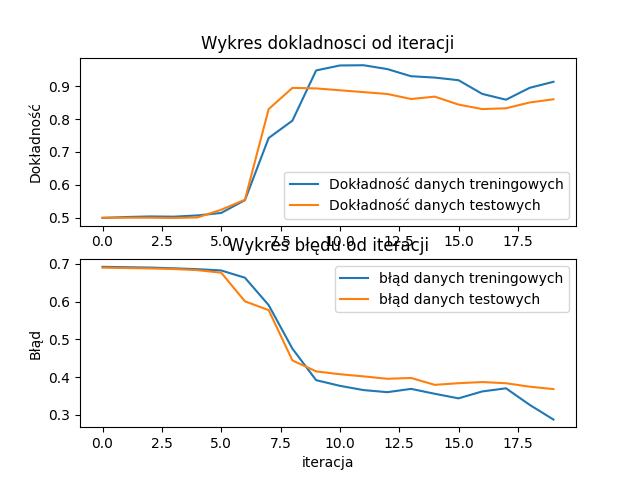 Wykres dokladnosci od iteracji
Dokładność
0.9
0.8
0.7
0.6
0.5
Dokładność danych treningowych
Dokładność danych testowych
0.0 2.5 5.0 7.5 10.0 12.5 15.0 17.5
Wykres błędu od iteracji
Błąd
0.7
0.6
0.5
0.4
0.3
błąd danych treningowych
błąd danych testowych
0.0 2.5 5.0 7.5 10.0 12.5 15.0 17.5
iteracja